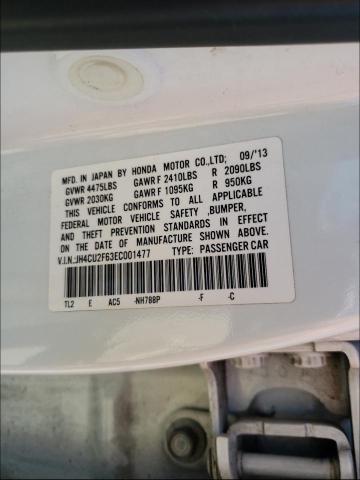 MFD. IN JAPAN BY HONDA MOTOR CO.,LTD: 09/'13
GVWR 4475LBS GAWR F 2410LBS R 2090LBS
GVWR 2030KG GAWR F 1095KG R 950KG
THIS VEHICLE CONFORMS TO ALL APPLICABLE
FEDERAL MOTOR VEHICLE SAFETY ,BUMPER,
AND THEFT PREVENTION STANDARDS IN EFFECT
ON THE DATE OF MANUFACTURE SHOWN ABOVE.
V.I.N.:JH4CU2F63EC001477 TYPE: PASSENGER CAR
TL2 E AC5 -NH788P -F -C